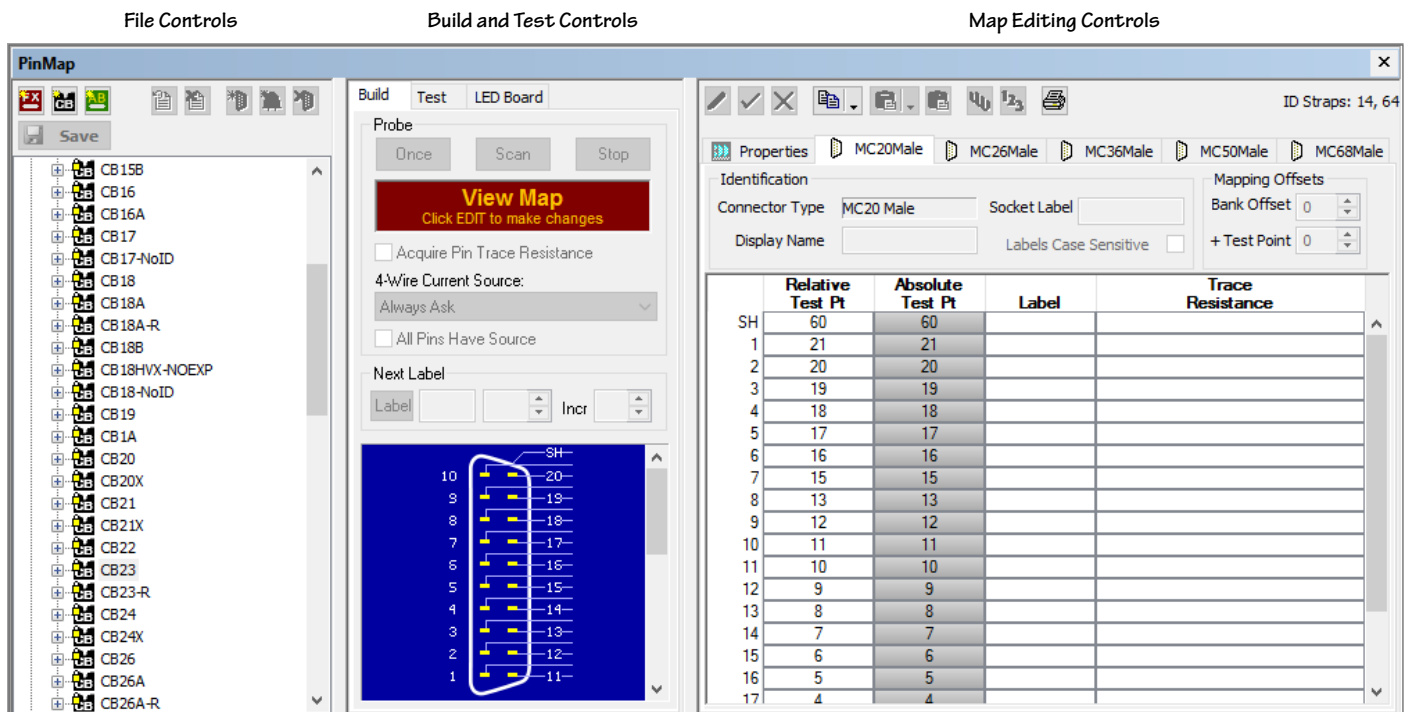 File Controls
Build and Test Controls
Map Editing Controls
PinMap
EX
CB
AB
Save
CB15B
CB16
CB16A
CB17
CB17-NoID
CB18
CB18A
CB18A-R
CB18B
CB18HVX-NOEXP
CB18-NoID
CB19
CB1A
CB20
CB20X
CB21
CB21X
CB22
CB23
CB23-R
CB24
CB24X
CB26
CB26A
CB26A-R
Build Test LED Board
Probe
Once Scan Stop
View Map
Click EDIT to make changes
Acquire Pin Trace Resistance
4-Wire Current Source:
Always Ask
All Pins Have Source
Next Label
Label Incr
SH
10 20
9 19
8 18
7 17
6 16
5 15
4 14
3 13
2 12
1 11
ID Straps: 14, 64
Properties MC20Male MC26Male MC36Male MC50Male MC68Male
Identification
Connector Type MC20 Male Socket Label
Display Name Labels Case Sensitive
Mapping Offsets
Bank Offset 0
+ Test Point 0
Relative Test Pt Absolute Test Pt Label Trace Resistance
SH 60 60
1 21 21
2 20 20
3 19 19
4 18 18
5 17 17
6 16 16
7 15 15
8 13 13
9 12 12
10 11 11
11 10 10
12 9 9
13 8 8
14 7 7
15 6 6
16 5 5
17 4 4